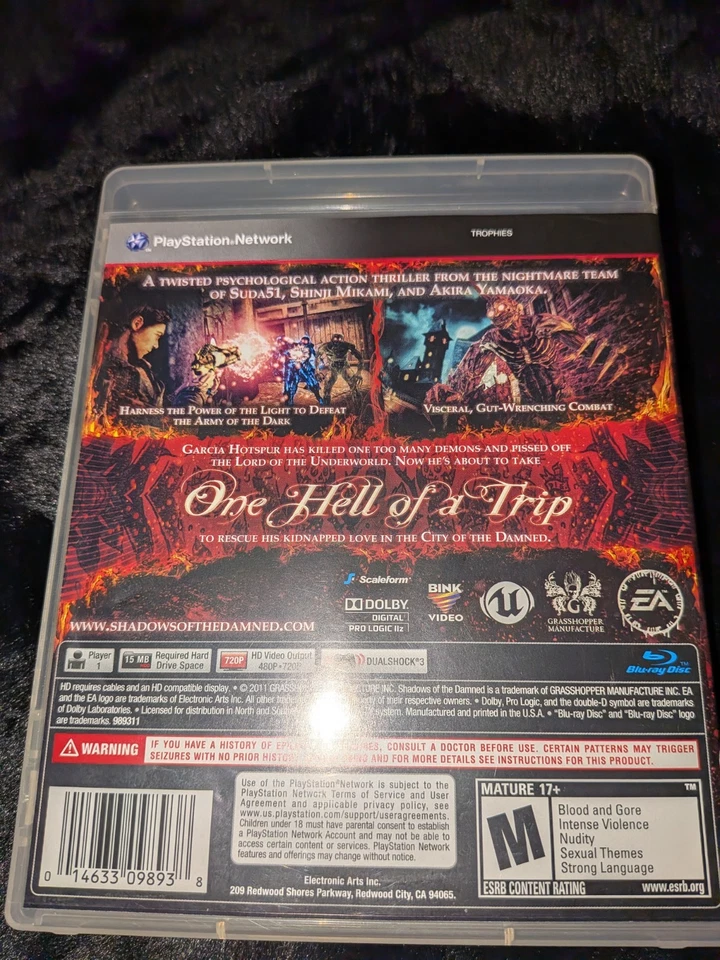 PlayStation®Network
TROPHIES
A TWISTED PSYCHOLOGICAL ACTION THRILLER FROM THE NIGHTMARE TEAM
OF SUDA51, SHINJI MIKAMI, AND AKIRA YAMAOKA.
HARNESS THE POWER OF THE LIGHT TO DEFEAT
THE ARMY OF THE DARK
VISCERAL, GUT-WRENCHING COMBAT
GARCIA HOTSPUR HAS KILLED ONE TOO MANY DEMONS AND PISSED OFF
THE LORD OF THE UNDERWORLD. NOW HE'S ABOUT TO TAKE
One Hell of a Trip
TO RESCUE HIS KIDNAPPED LOVE IN THE CITY OF THE DAMNED.
WWW.SHADOWSOFTHEDAMNED.COM
Scaleform®
DOLBY
DIGITAL
PRO LOGIC IIz
BINK
VIDEO
U
G
GRASSHOPPER
MANUFACTURE
EA
Player
1
15 MB
Required Hard
Drive Space
720P
HD Video Output
480P•720P
DUALSHOCK®3
Blu-ray Disc™
HD requires cables and an HD compatible display. • © 2011 GRASS URE INC. Shadows of the Damned is a trademark of GRASSHOPPER MANUFACTURE INC. EA
and the EA logo are trademarks of Electronic Arts Inc. All other of their respective owners. • Dolby, Pro Logic, and the double-D symbol are trademarks
of Dolby Laboratories. • Licensed for distribution in North and system. Manufactured and printed in the U.S.A. • "Blu-ray Disc" and "Blu-ray Disc" logo
are trademarks. 989311
WARNING
IF YOU HAVE A HISTORY OF CONSULT A DOCTOR BEFORE USE. CERTAIN PATTERNS MAY TRIGGER
SEIZURES WITH NO PRIOR AND FOR MORE DETAILS SEE INSTRUCTIONS FOR THIS PRODUCT.
Use of the PlayStation®Network is subject to the
PlayStation Network Terms of Service and User
Agreement and applicable privacy policy, see
www.us.playstation.com/support/useragreements.
Children under 18 must have parental consent to establish
a PlayStation Network Account and may not be able to
access certain content or services. PlayStation Network
features and offerings may change without notice.
Electronic Arts Inc.
209 Redwood Shores Parkway, Redwood City, CA 94065.
0 14633 09893 8
MATURE 17+
TM
M
Blood and Gore
Intense Violence
Nudity
Sexual Themes
Strong Language
ESRB CONTENT RATING
www.esrb.org